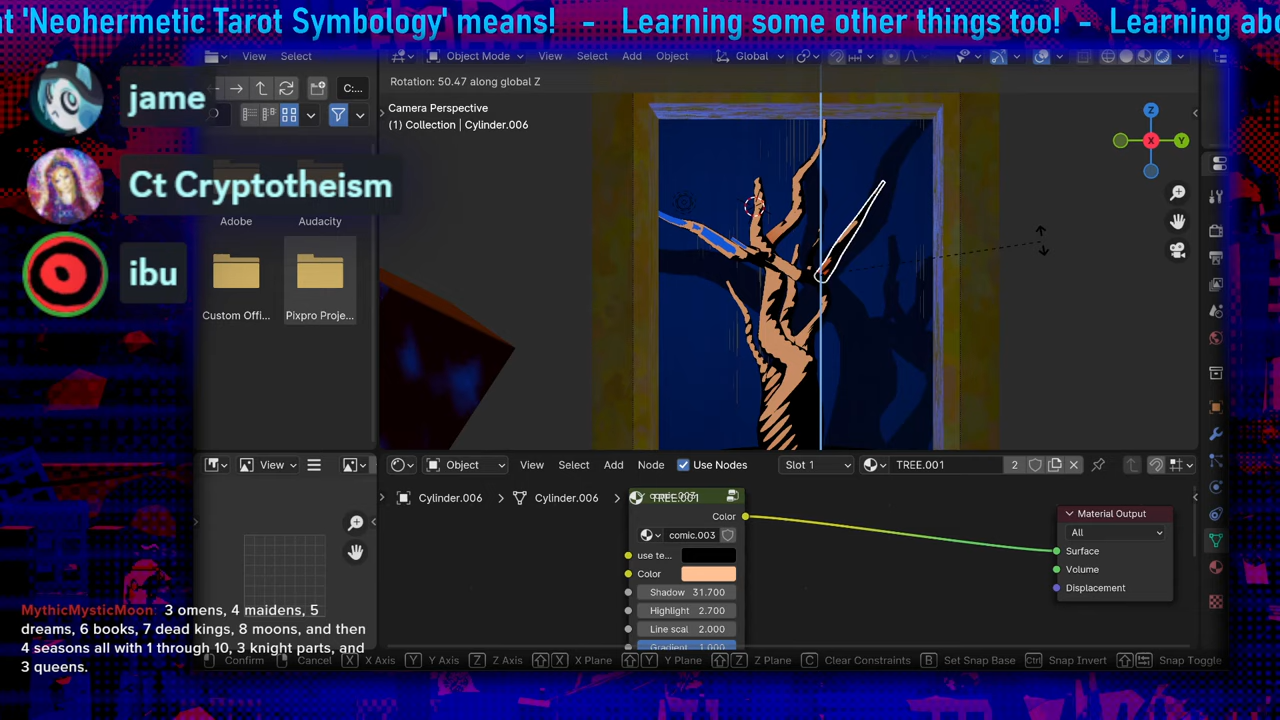 nt 'Neohermetic Tarot Symbology' means! - Learning some other things too! - Learning abo
View Select
Object Mode View Select Add Object Global
jame
C:...
Rotation: 50.47 along global Z
Camera Perspective
(1) Collection | Cylinder.006
Z
X Y
Ct Cryptotheism
Adobe Audacity
ibu
Custom Offi... Pixpro Proje...
View Object View Select Add Node Use Nodes Slot 1 TREE.001 2
Cylinder.006 Cylinder.006 TREE.001
Color
comic.003
use te...
Color
Shadow 31.700
Highlight 2.700
Line scal 2.000
Gradient 1.000
Material Output
All
Surface
Volume
Displacement
MythicMysticMoon: 3 omens, 4 maidens, 5
dreams, 6 books, 7 dead kings, 8 moons, and then
4 seasons all with 1 through 10, 3 knight parts, and
3 queens.
Confirm Cancel X X Axis Y Y Axis Z Z Axis X X Plane Y Y Plane Z Z Plane C Clear Constraints B Set Snap Base Ctrl Snap Invert Snap Toggle